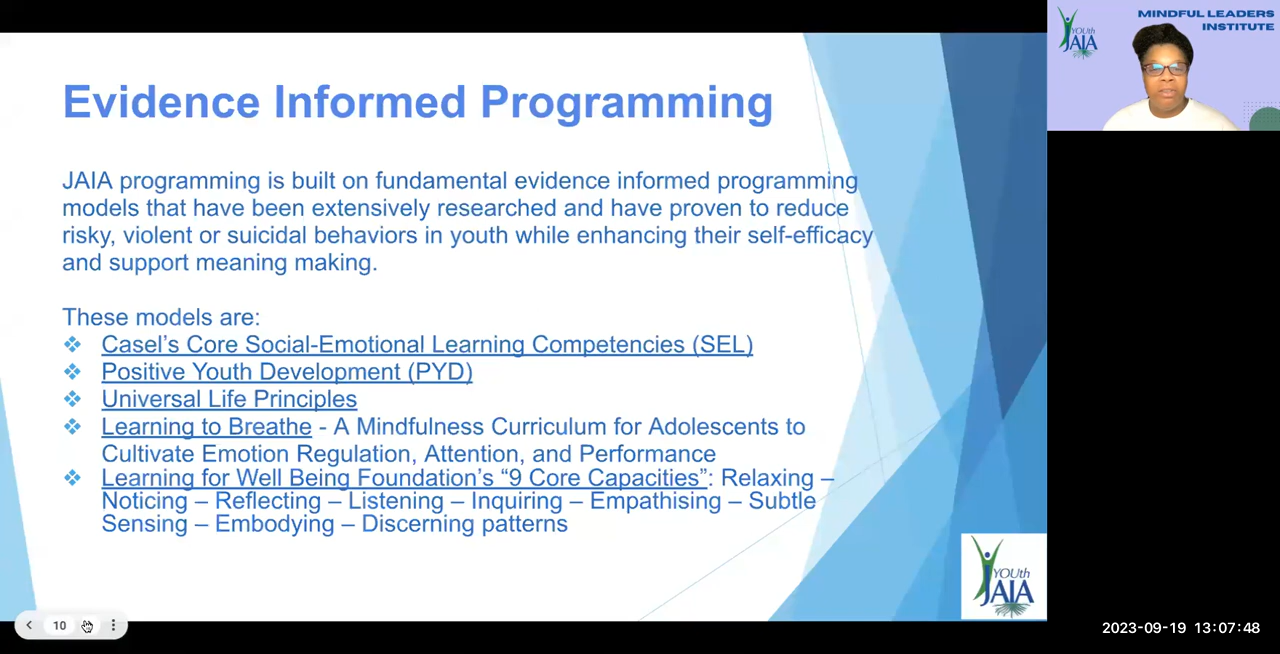 Evidence Informed Programming
JAIA programming is built on fundamental evidence informed programming
models that have been extensively researched and have proven to reduce
risky, violent or suicidal behaviors in youth while enhancing their self-efficacy
and support meaning making.
These models are:
❖ Casel’s Core Social-Emotional Learning Competencies (SEL)
❖ Positive Youth Development (PYD)
❖ Universal Life Principles
❖ Learning to Breathe - A Mindfulness Curriculum for Adolescents to
Cultivate Emotion Regulation, Attention, and Performance
❖ Learning for Well Being Foundation’s “9 Core Capacities”: Relaxing –
Noticing – Reflecting – Listening – Inquiring – Empathising – Subtle
Sensing – Embodying – Discerning patterns
YOUth
JAIA
10
YOUth
JAIA
MINDFUL LEADERS
INSTITUTE
2023-09-19 13:07:48